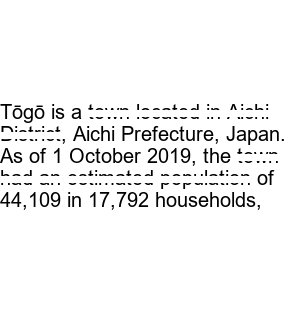 Tōgō is a town located in Aichi
District, Aichi Prefecture, Japan.
As of 1 October 2019, the town
had an estimated population of
44,109 in 17,792 households,